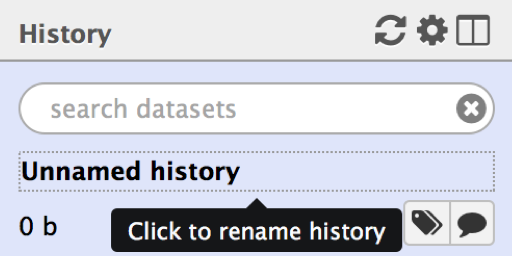 History
search datasets
Unnamed history
0 b
Click to rename history